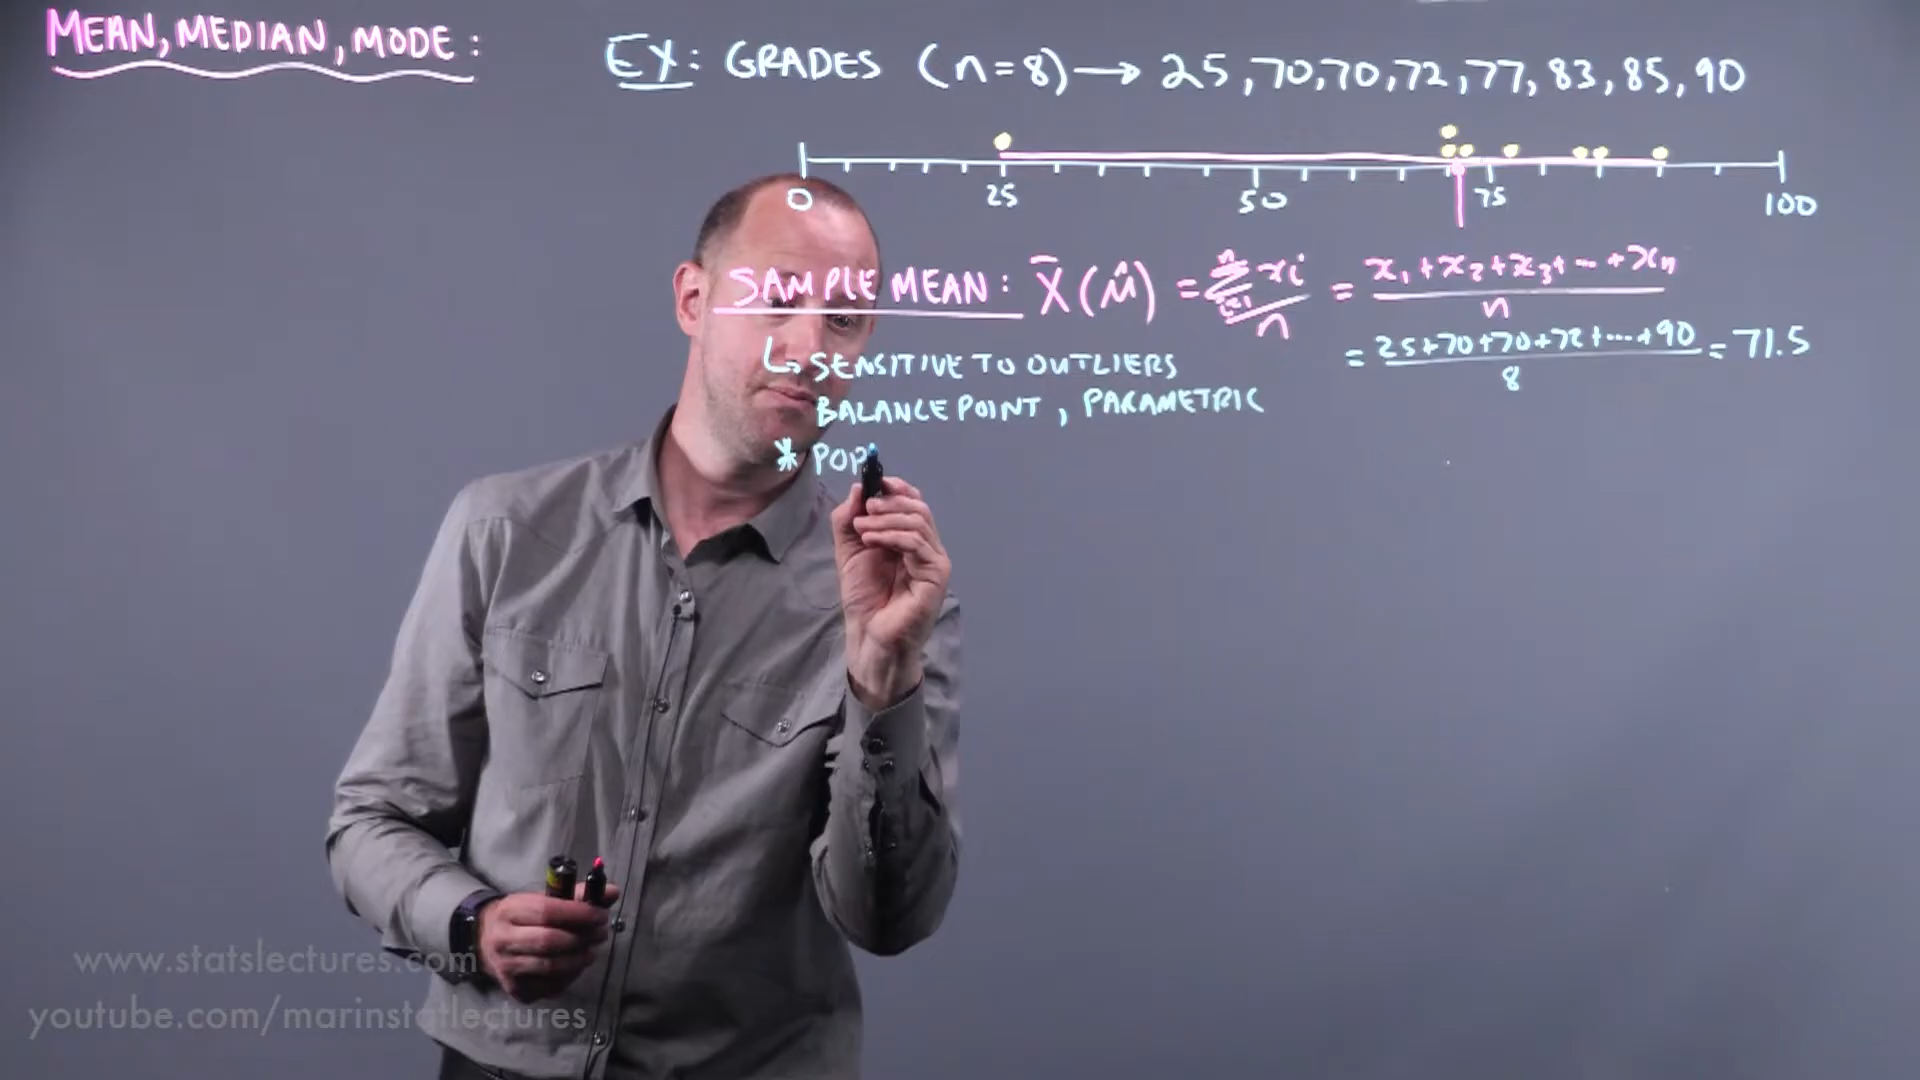 MEAN, MEDIAN, MODE:
EX: GRADES (n=8) → 25, 70, 70, 72, 77, 83, 85, 90
0 25 50 75 100
SAMPLE MEAN: X̄ (μ̂) = Σ xi / n = x1+x2+x3+...+xn / n
= 25+70+70+72+...+90 / 8 = 71.5
↳ SENSITIVE TO OUTLIERS
BALANCE POINT, PARAMETRIC
* POP
www.statslectures.com
youtube.com/marinstatlectures